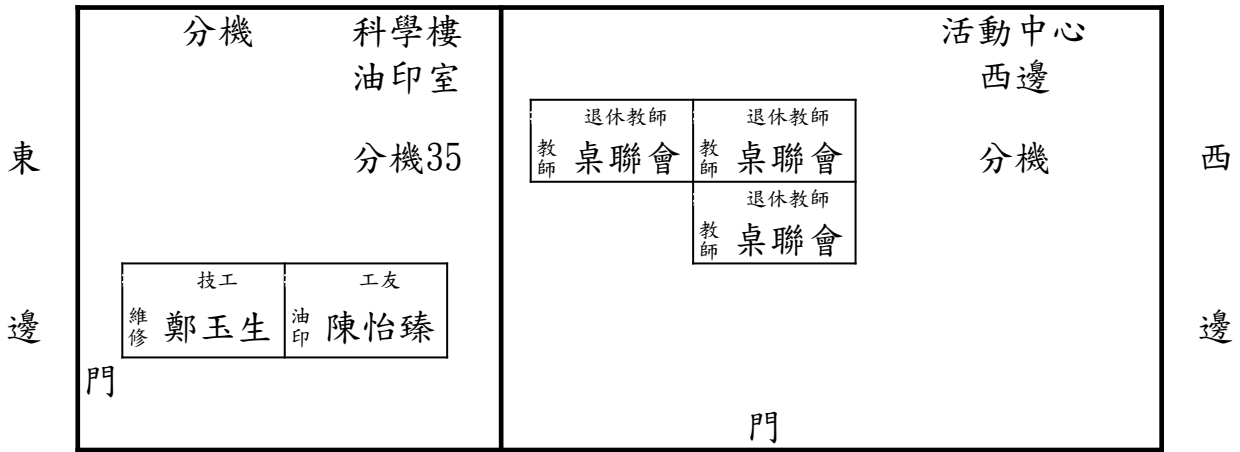 分機 科學樓
油印室
分機35
東
邊
技工
維修 鄭玉生
工友
油印 陳怡臻
門
活動中心
西邊
分機
退休教師
教師 桌聯會
退休教師
教師 桌聯會
退休教師
教師 桌聯會
門
西
邊